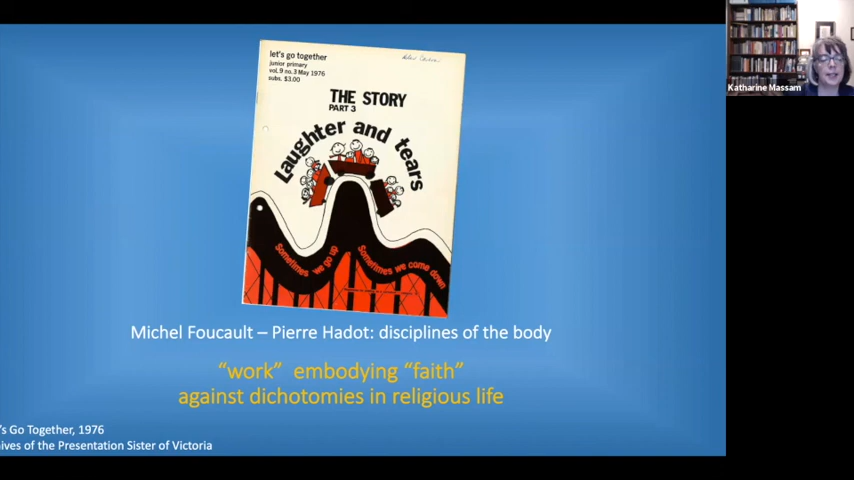 let's go together
junior primary
vol.9 no.3 May 1976
subs. $3.00
THE STORY
PART 3
Laughter and tears
Sometimes we go up
Sometimes we come down
Michel Foucault – Pierre Hadot: disciplines of the body
“work” embodying “faith”
against dichotomies in religious life
's Go Together, 1976
ives of the Presentation Sister of Victoria
Katharine Massam